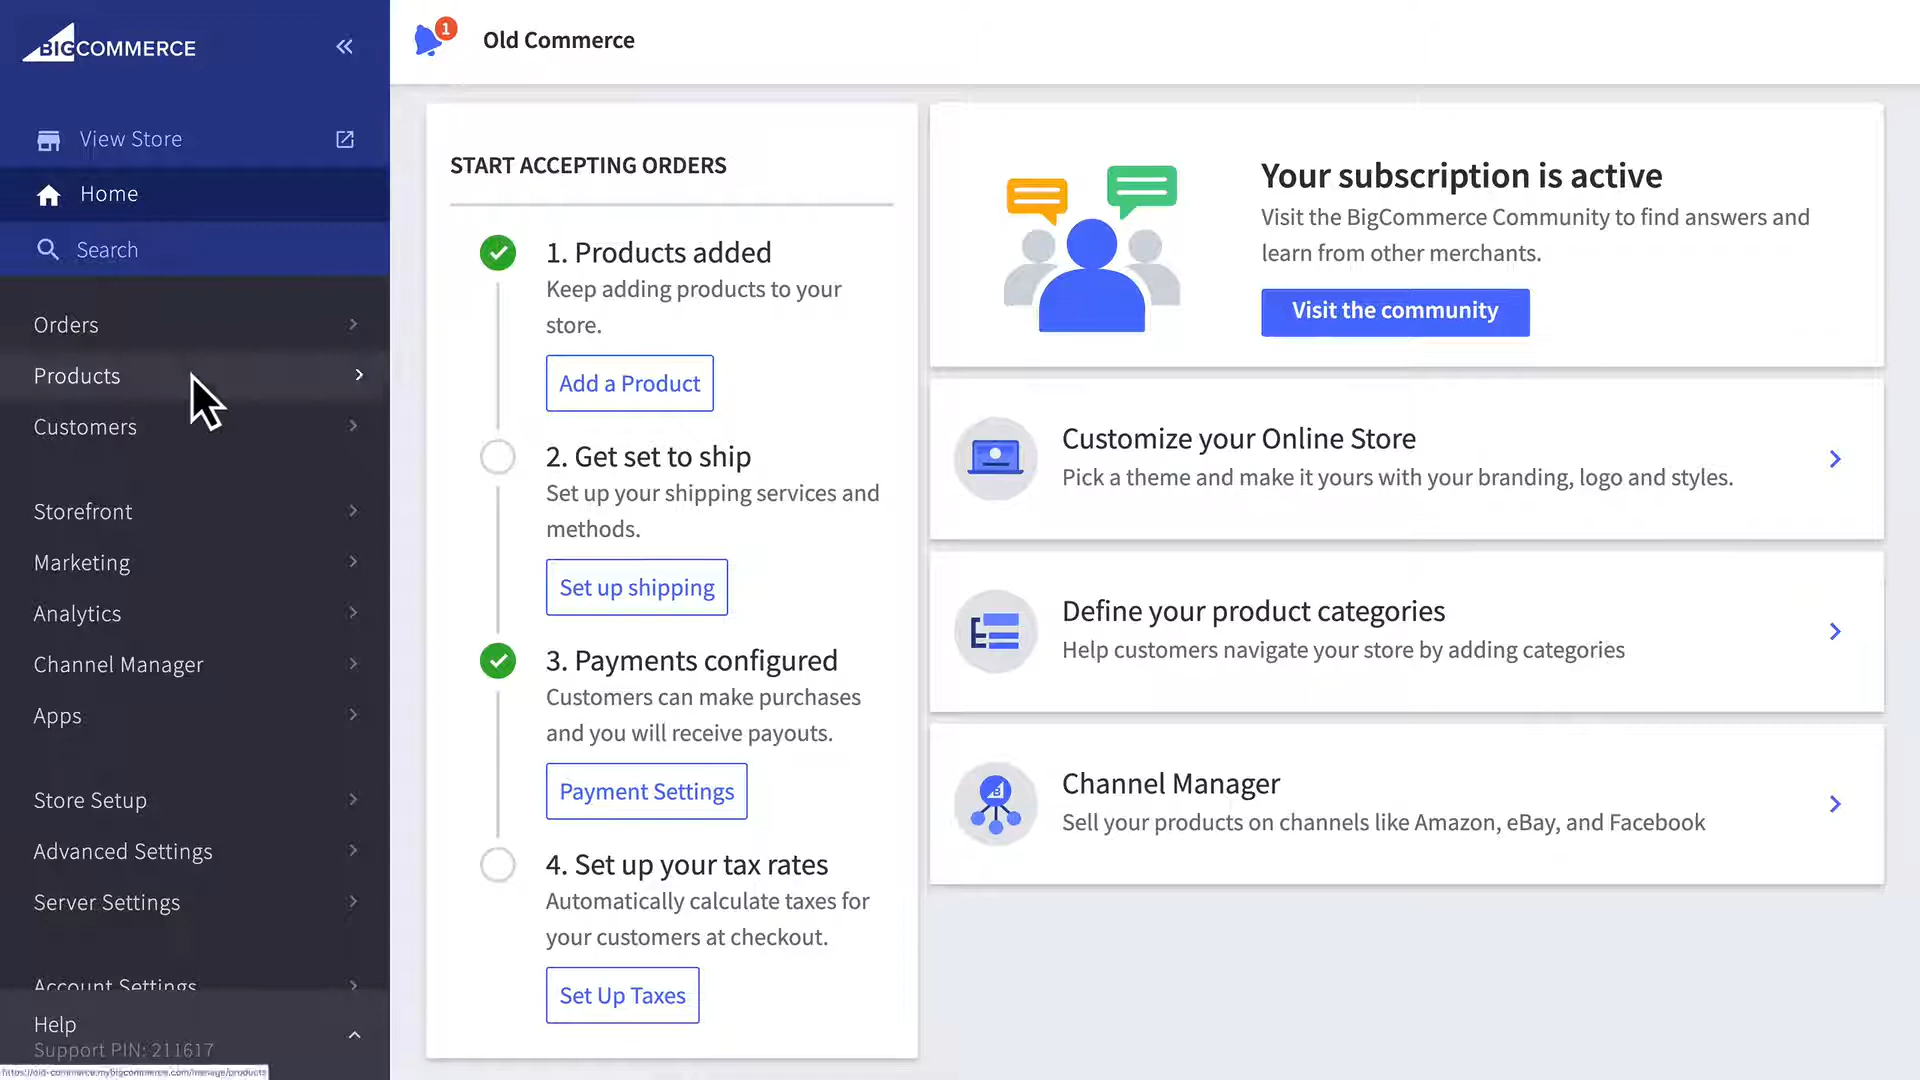 BIGCOMMERCE
View Store
Home
Search
Orders
Products
Customers
Storefront
Marketing
Analytics
Channel Manager
Apps
Store Setup
Advanced Settings
Server Settings
Account Settings
Help
Support PIN: 211617
https://old-commerce.mybigcommerce.com/manage/products
1
Old Commerce
START ACCEPTING ORDERS
1. Products added
Keep adding products to your
store.
Add a Product
2. Get set to ship
Set up your shipping services and
methods.
Set up shipping
3. Payments configured
Customers can make purchases
and you will receive payouts.
Payment Settings
4. Set up your tax rates
Automatically calculate taxes for
your customers at checkout.
Set Up Taxes
Your subscription is active
Visit the BigCommerce Community to find answers and
learn from other merchants.
Visit the community
Customize your Online Store
Pick a theme and make it yours with your branding, logo and styles.
Define your product categories
Help customers navigate your store by adding categories
B
Channel Manager
Sell your products on channels like Amazon, eBay, and Facebook